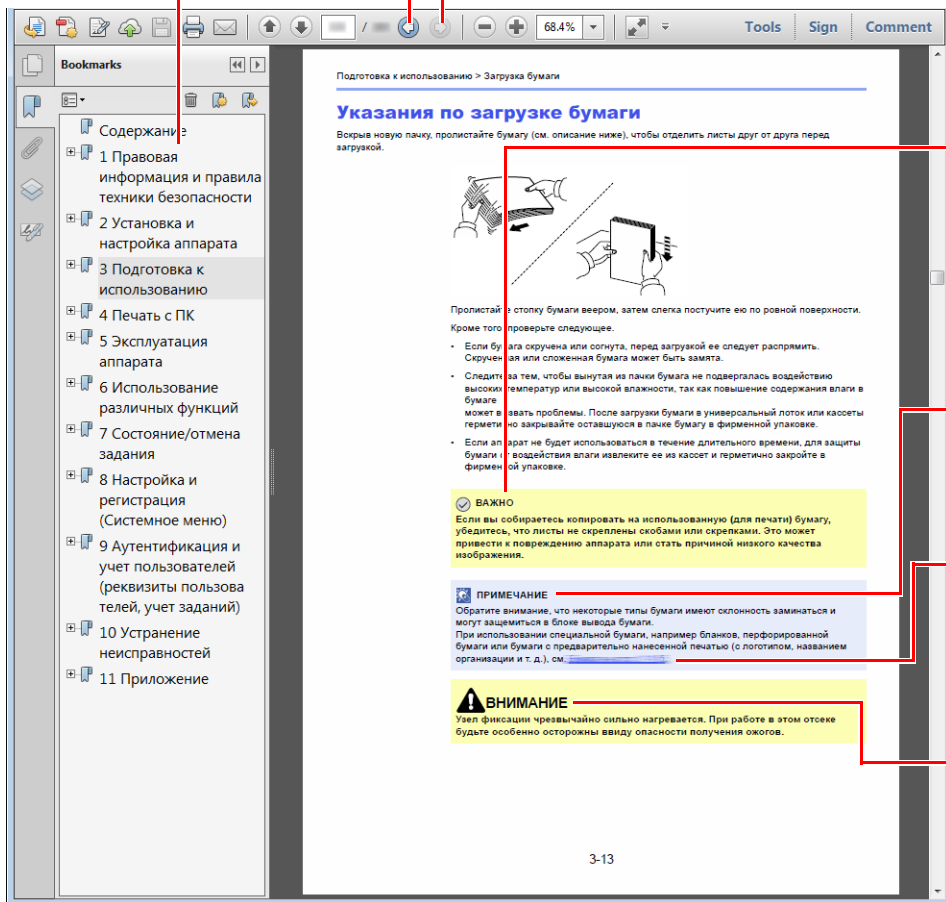 /
68.4%
Tools
Sign
Comment
Bookmarks
Содержание
1 Правовая
информация и правила
техники безопасности
2 Установка и
настройка аппарата
3 Подготовка к
использованию
4 Печать с ПК
5 Эксплуатация
аппарата
6 Использование
различных функций
7 Состояние/отмена
задания
8 Настройка и
регистрация
(Системное меню)
9 Аутентификация и
учет пользователей
(реквизиты пользова
телей, учет заданий)
10 Устранение
неисправностей
11 Приложение
Подготовка к использованию > Загрузка бумаги
Указания по загрузке бумаги
Вскрыв новую пачку, пролистайте бумагу (см. описание ниже), чтобы отделить листы друг от друга перед
загрузкой.
Пролистайте стопку бумаги веером, затем слегка постучите ею по ровной поверхности.
Кроме того, проверьте следующее.
• Если бумага скручена или согнута, перед загрузкой ее следует распрямить.
Скрученная или сложенная бумага может быть замята.
• Следите за тем, чтобы вынутая из пачки бумага не подвергалась воздействию
высоких температур или высокой влажности, так как повышение содержания влаги в
бумаге
может вызвать проблемы. После загрузки бумаги в универсальный лоток или кассеты
герметично закрывайте оставшуюся в пачке бумагу в фирменной упаковке.
• Если аппарат не будет использоваться в течение длительного времени, для защиты
бумаги от воздействия влаги извлеките ее из кассет и герметично закройте в
фирменной упаковке.
ВАЖНО
Если вы собираетесь копировать на использованную (для печати) бумагу,
убедитесь, что листы не скреплены скобами или скрепками. Это может
привести к повреждению аппарата или стать причиной низкого качества
изображения.
ПРИМЕЧАНИЕ
Обратите внимание, что некоторые типы бумаги имеют склонность заминаться и
могут защемиться в блоке вывода бумаги.
При использовании специальной бумаги, например бланков, перфорированной
бумаги или бумаги с предварительно нанесенной печатью (с логотипом, названием
организации и т. д.), см.
ВНИМАНИЕ
Узел фиксации чрезвычайно сильно нагревается. При работе в этом отсеке
будьте особенно осторожны ввиду опасности получения ожогов.
3-13